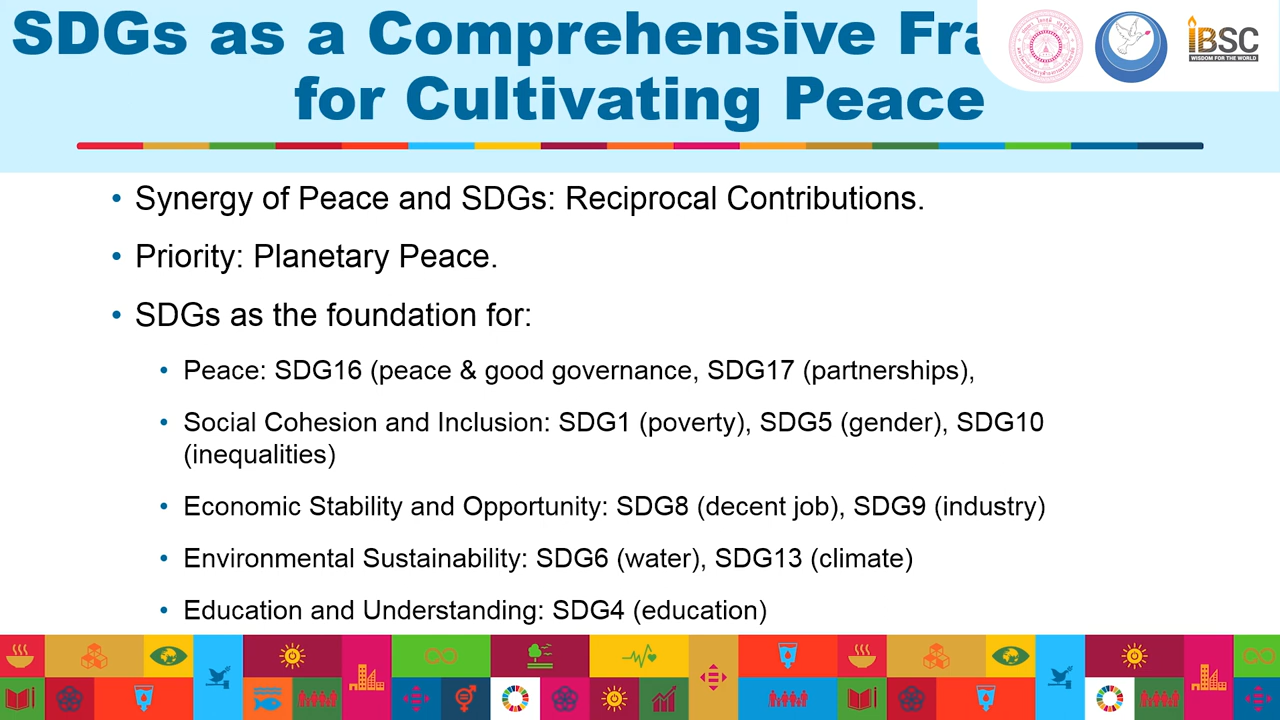 SDGs as a Comprehensive Fra
for Cultivating Peace
iBSC
WISDOM FOR THE WORLD
• Synergy of Peace and SDGs: Reciprocal Contributions.
• Priority: Planetary Peace.
• SDGs as the foundation for:
• Peace: SDG16 (peace & good governance, SDG17 (partnerships),
• Social Cohesion and Inclusion: SDG1 (poverty), SDG5 (gender), SDG10
(inequalities)
• Economic Stability and Opportunity: SDG8 (decent job), SDG9 (industry)
• Environmental Sustainability: SDG6 (water), SDG13 (climate)
• Education and Understanding: SDG4 (education)